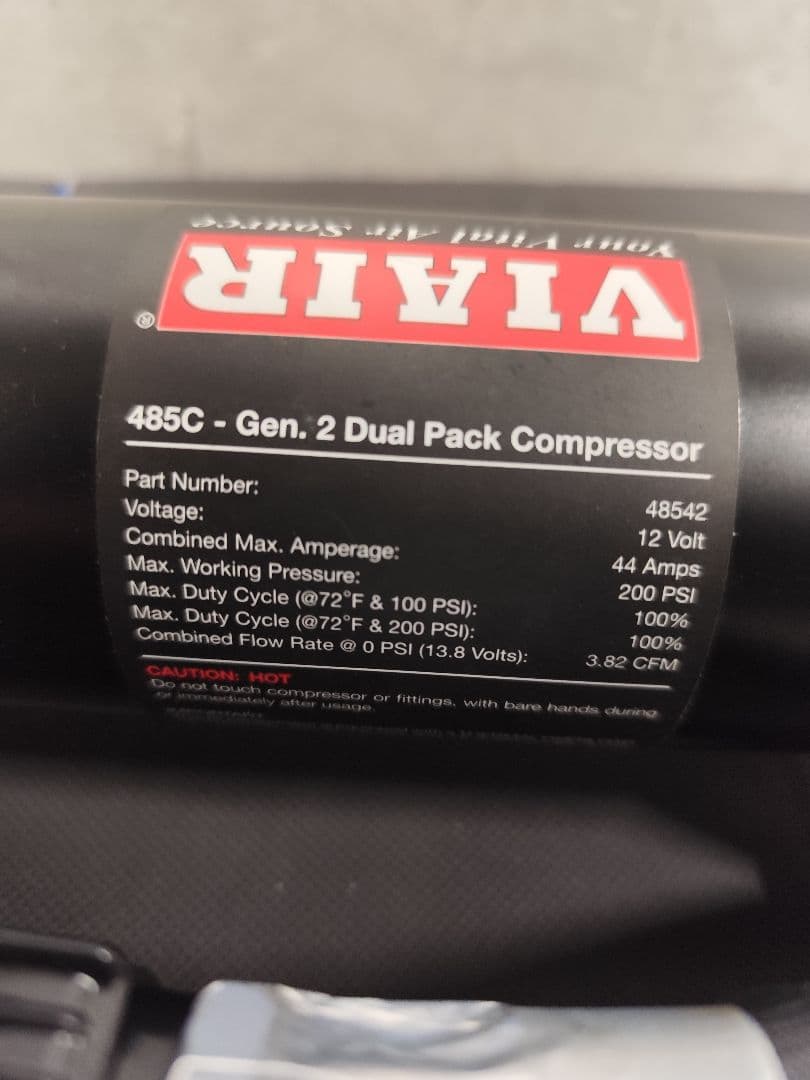 Your Vital Air Source
VIAIR®
485C - Gen. 2 Dual Pack Compressor
Part Number: 48542
Voltage: 12 Volt
Combined Max. Amperage: 44 Amps
Max. Working Pressure: 200 PSI
Max. Duty Cycle (@72°F & 100 PSI): 100%
Max. Duty Cycle (@72°F & 200 PSI): 100%
Combined Flow Rate @ 0 PSI (13.8 Volts): 3.82 CFM
CAUTION: HOT
Do not touch compressor or fittings, with bare hands during
or immediately after usage.